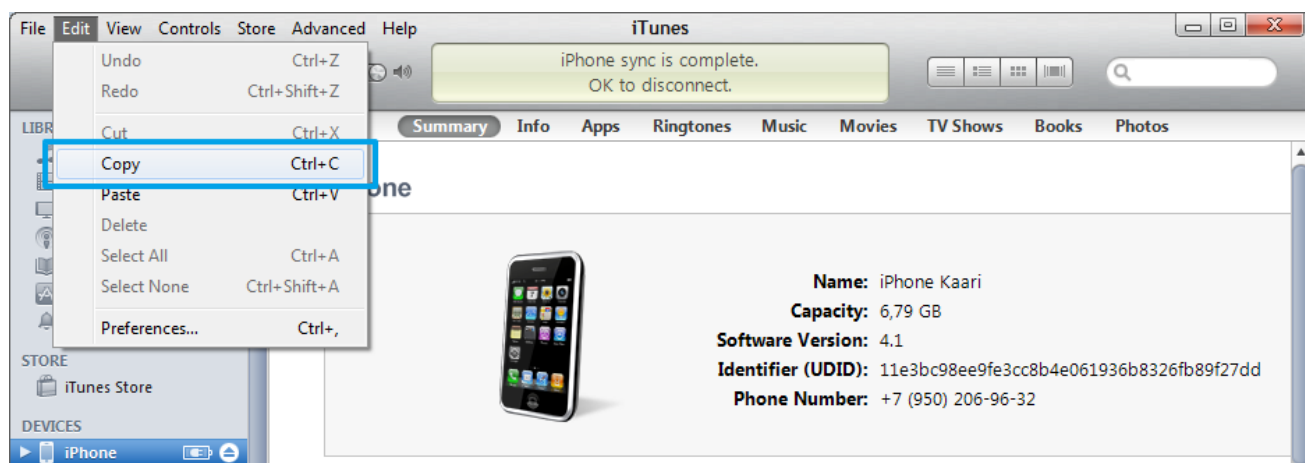 File Edit View Controls Store Advanced Help iTunes
iPhone sync is complete.
OK to disconnect.
Undo Ctrl+Z
Redo Ctrl+Shift+Z
Cut Ctrl+X
Copy Ctrl+C
Paste Ctrl+V
Delete
Select All Ctrl+A
Select None Ctrl+Shift+A
Preferences... Ctrl+,
LIBR
STORE
iTunes Store
DEVICES
iPhone
Summary Info Apps Ringtones Music Movies TV Shows Books Photos
one
Name: iPhone Kaari
Capacity: 6,79 GB
Software Version: 4.1
Identifier (UDID): 11e3bc98ee9fe3cc8b4e061936b8326fb89f27dd
Phone Number: +7 (950) 206-96-32